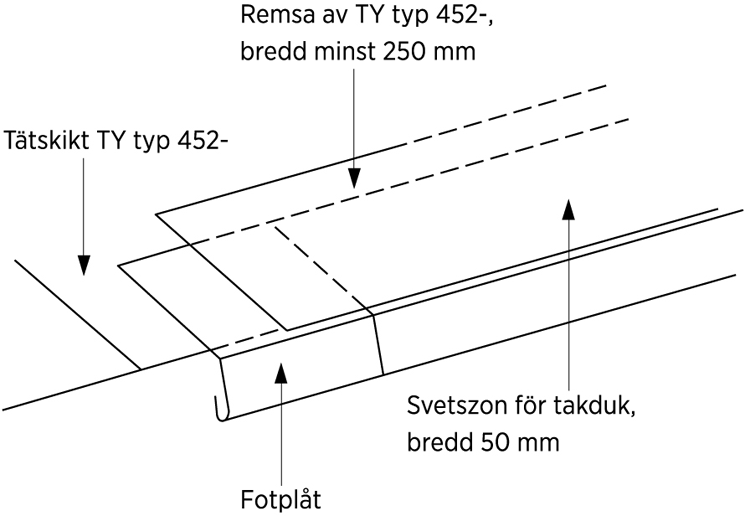 Remsa av TY typ 452-,
bredd minst 250 mm
Tätskikt TY typ 452-
Svetszon för takduk,
bredd 50 mm
Fotplåt